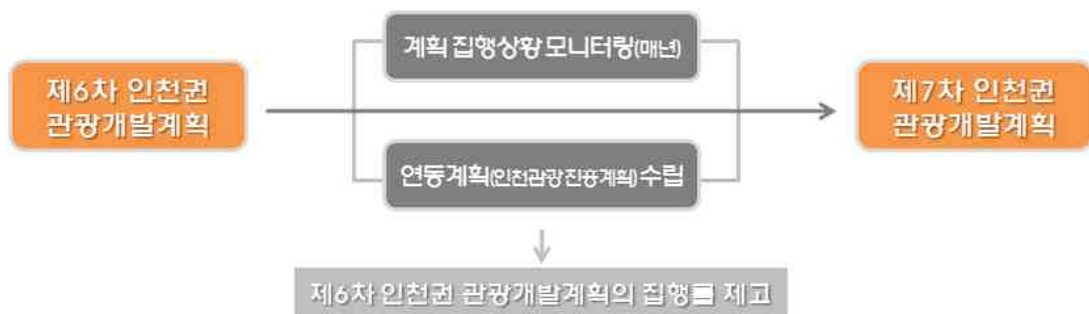 계획 집행상황 모니터링(매년)
제6차 인천권
관광개발계획
제7차 인천권
관광개발계획
연동계획(인천관광진흥계획) 수립
제6차 인천권 관광개발계획의 집행률 제고